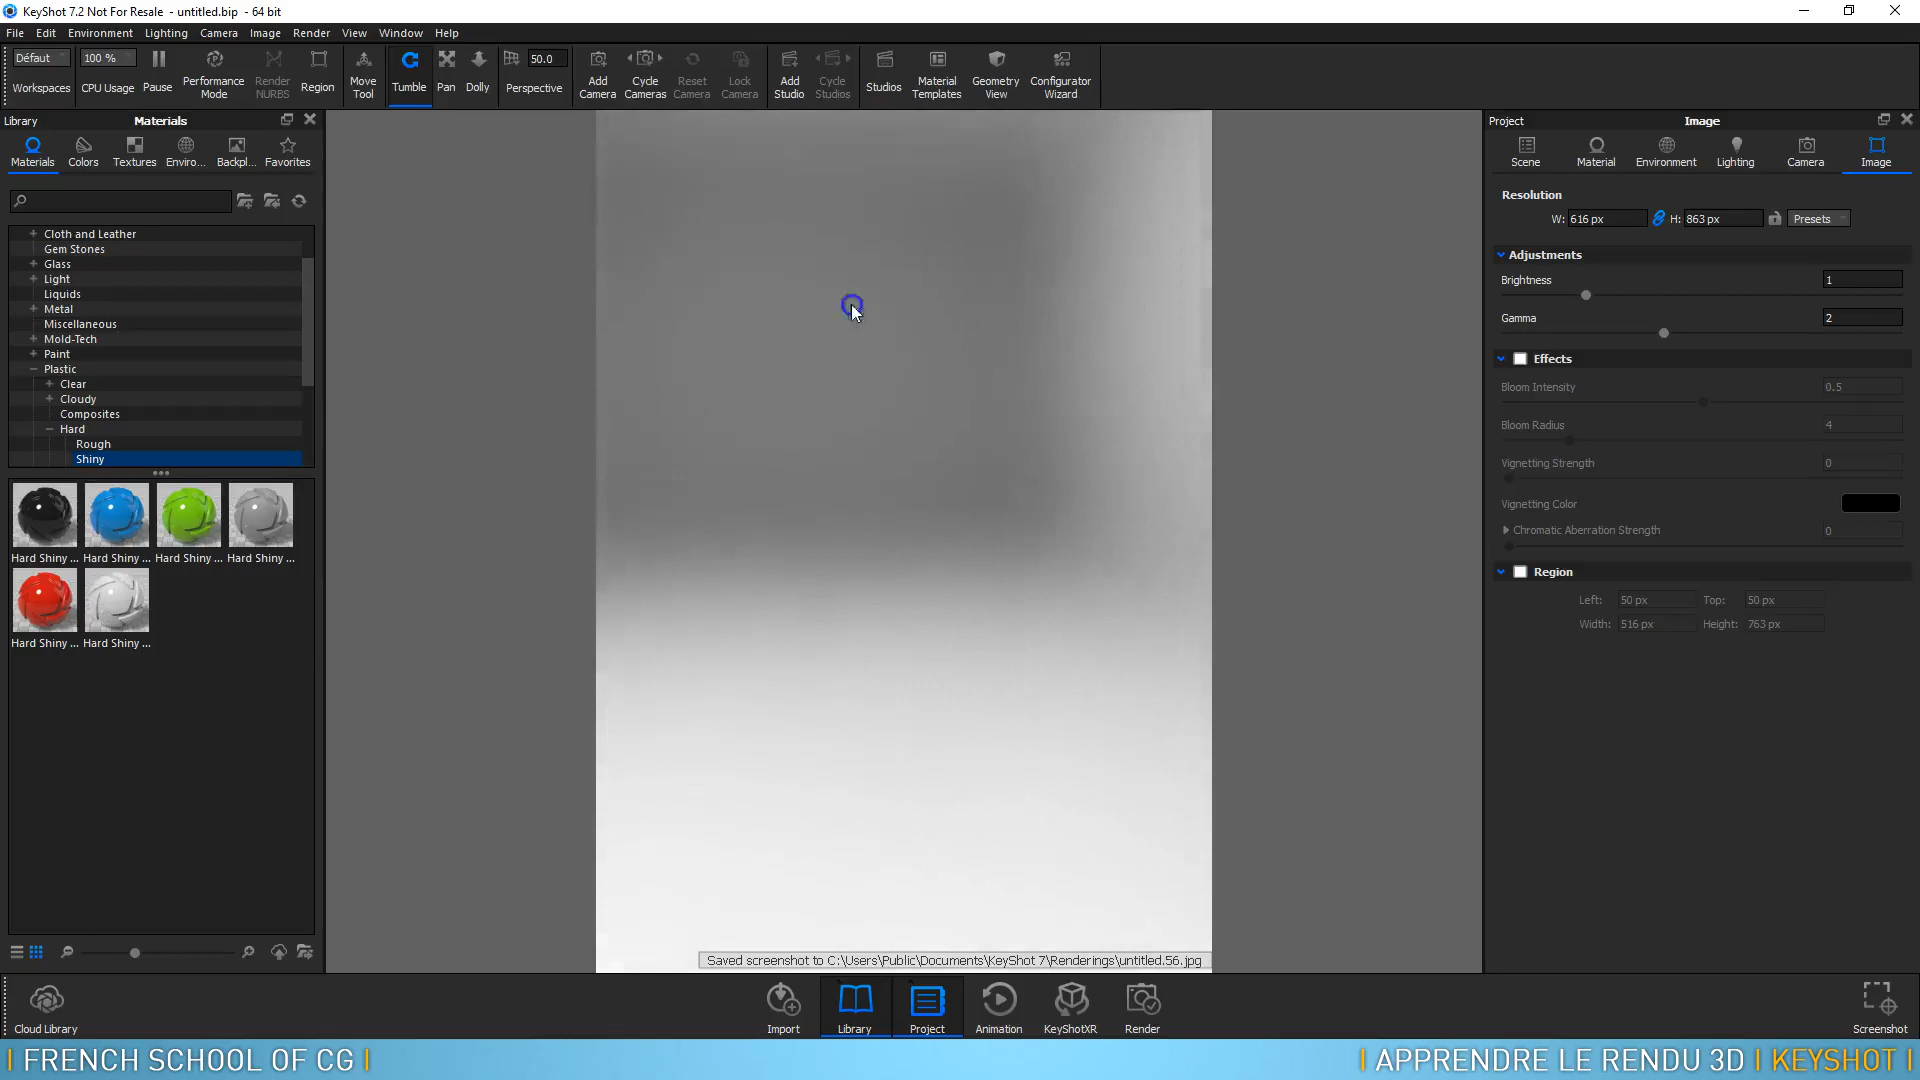 KeyShot 7.2 Not For Resale - untitled.bip - 64 bit
File Edit Environment Lighting Camera Image Render View Window Help
Défaut
Workspaces
100 %
CPU Usage
Pause
Performance
Mode
Render
NURBS
Region
Move
Tool
Tumble
Pan
Dolly
50.0
Perspective
Add
Camera
Cycle
Cameras
Reset
Camera
Lock
Camera
Add
Studio
Cycle
Studios
Studios
Material
Templates
Geometry
View
Configurator
Wizard
Library
Materials
Materials Colors Textures Enviro... Backpl... Favorites
Cloth and Leather
Gem Stones
Glass
Light
Liquids
Metal
Miscellaneous
Mold-Tech
Paint
Plastic
Clear
Cloudy
Composites
Hard
Rough
Shiny
Hard Shiny ... Hard Shiny ... Hard Shiny ... Hard Shiny ...
Hard Shiny ... Hard Shiny ...
Saved screenshot to C:\Users\Public\Documents\KeyShot 7\Renderings\untitled.56.jpg
Project
Image
Scene Material Environment Lighting Camera Image
Resolution
W: 616 px H: 863 px Presets
Adjustments
Brightness 1
Gamma 2
Effects
Bloom Intensity 0.5
Bloom Radius 4
Vignetting Strength 0
Vignetting Color
Chromatic Aberration Strength 0
Region
Left: 50 px Top: 50 px
Width: 516 px Height: 763 px
Cloud Library
Import Library Project Animation KeyShotXR Render
Screenshot
| FRENCH SCHOOL OF CG |
| APPRENDRE LE RENDU 3D | KEYSHOT |